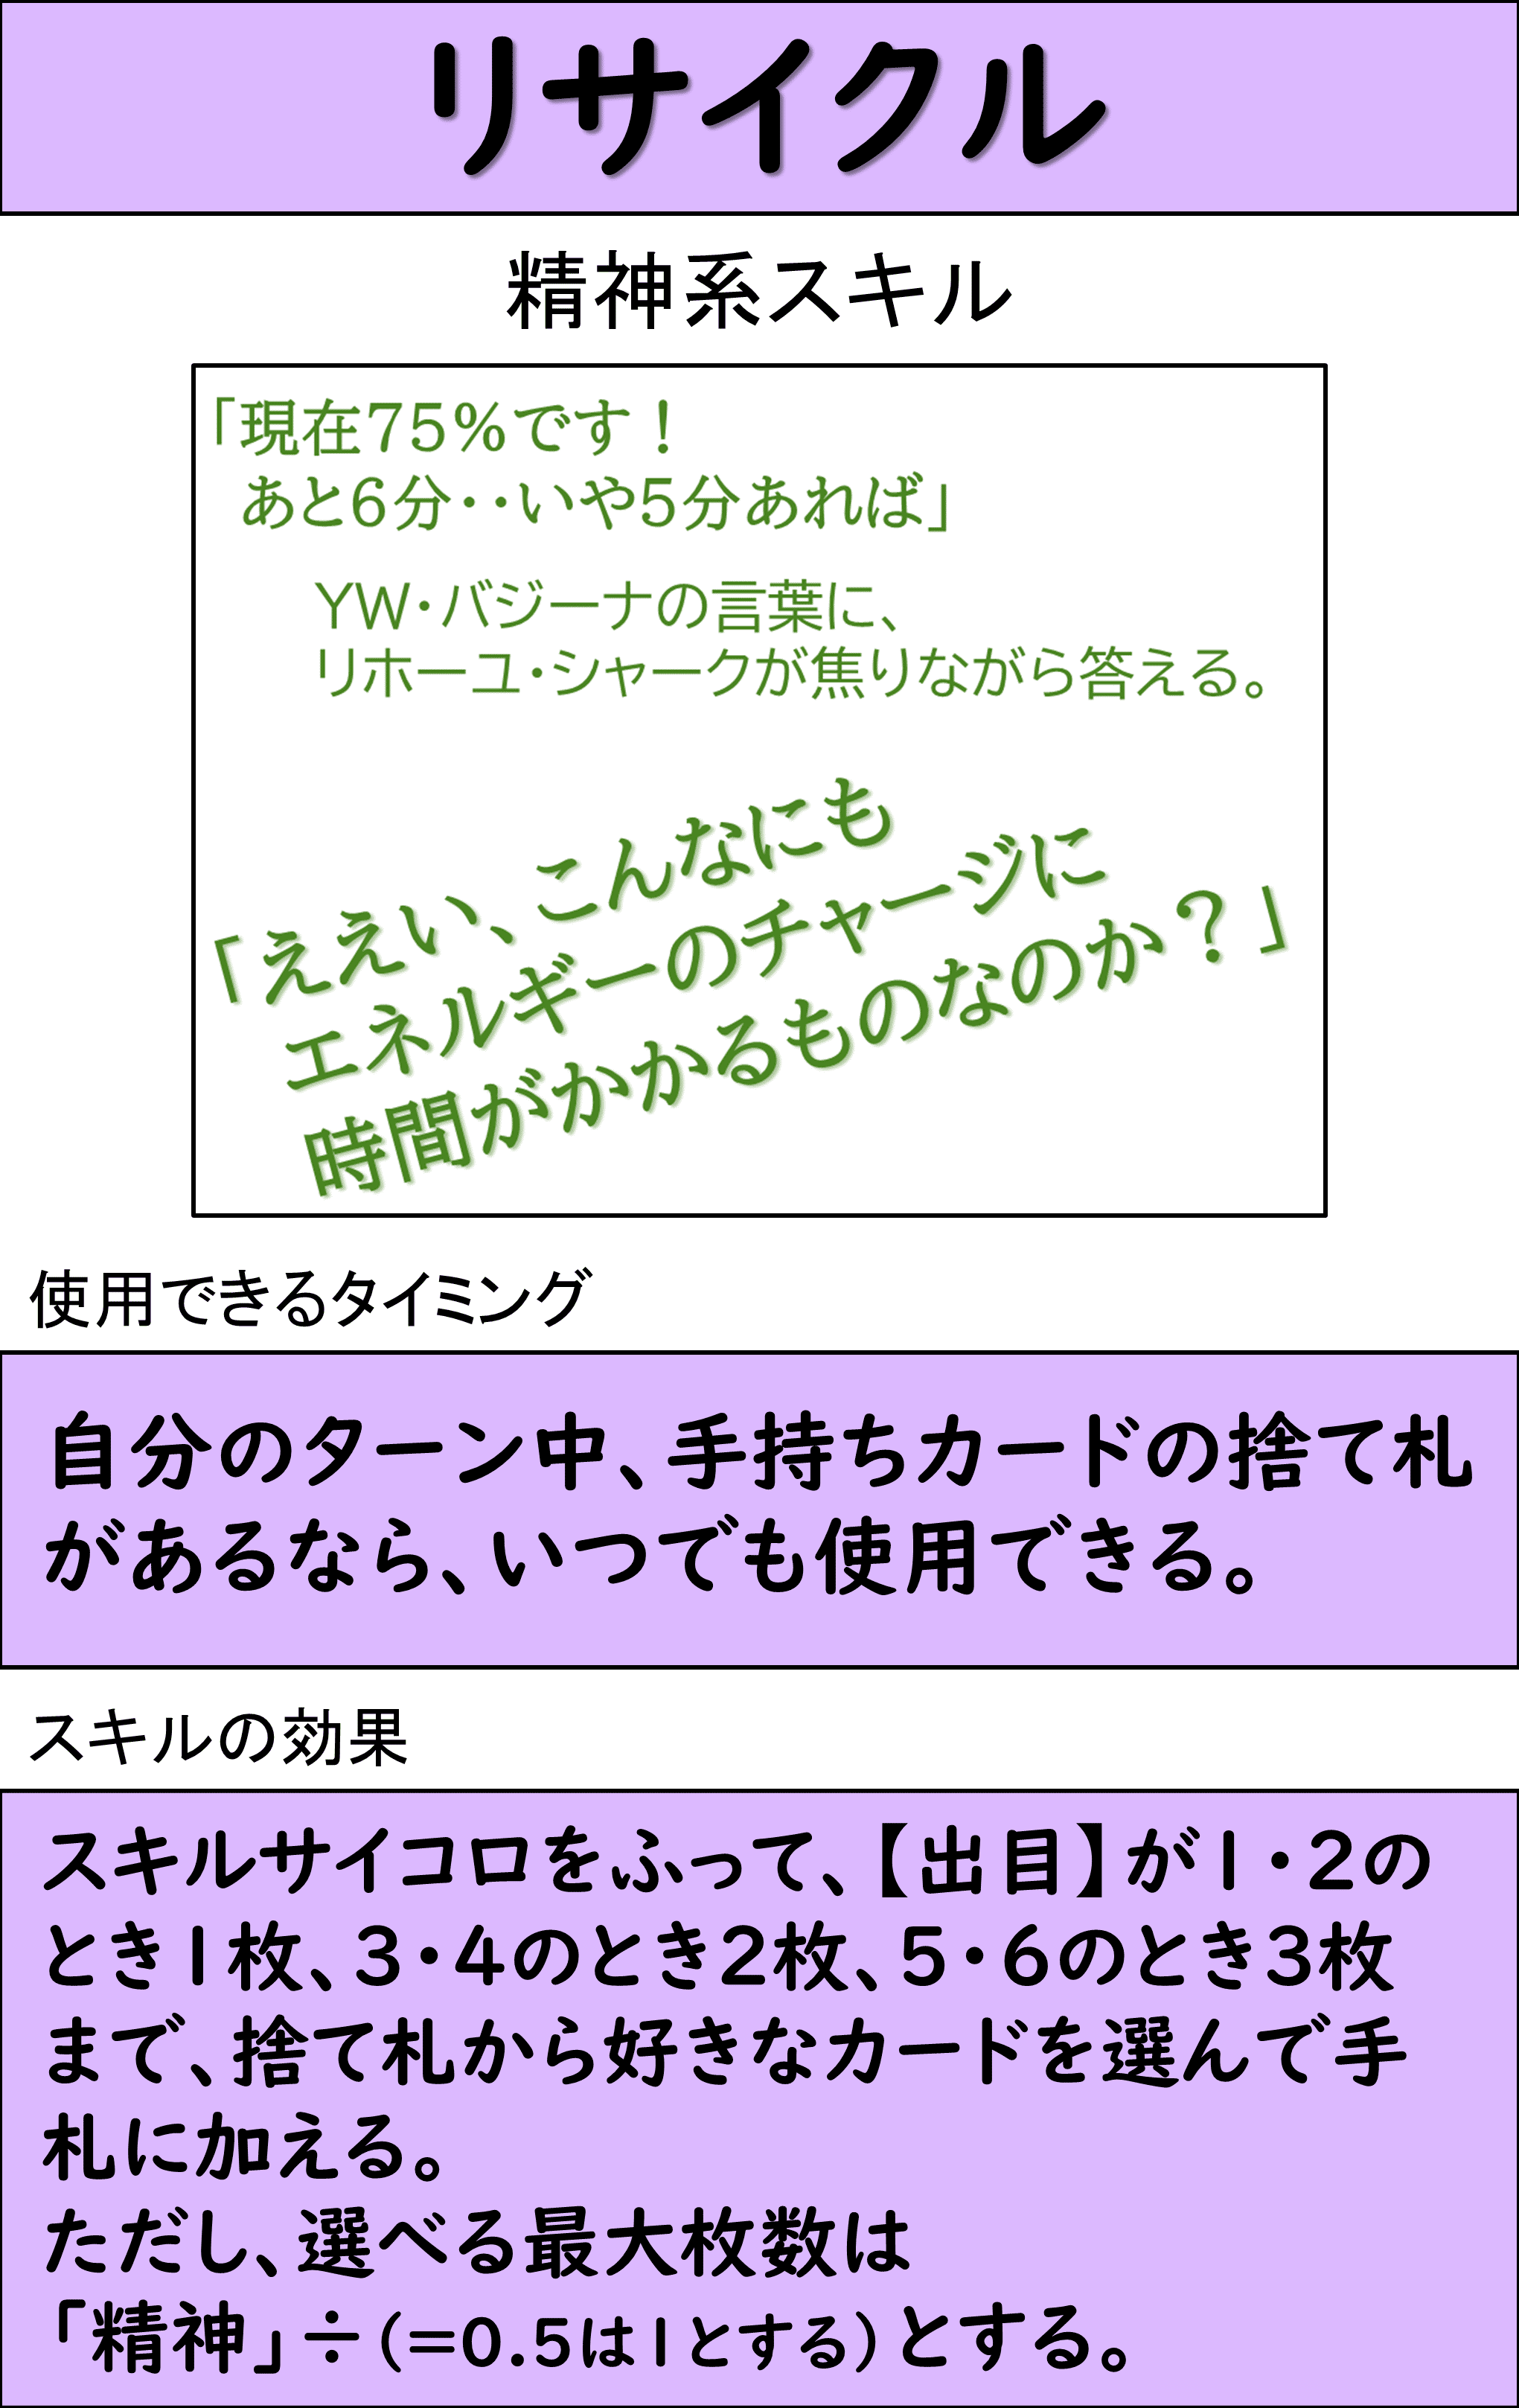 リサイクル
精神系スキル
「現在75％です！
あと6分・・いや5分あれば」
YW・バジーナの言葉に、
リホーユ・シャークが焦りながら答える。
「ええい、こんなにも
エネルギーのチャージに
時間がかかるものなのか？」
使用できるタイミング
自分のターン中、手持ちカードの捨て札
があるなら、いつでも使用できる。
スキルの効果
スキルサイコロをふって、【出目】が1・2の
とき1枚、3・4のとき2枚、5・6のとき3枚
まで、捨て札から好きなカードを選んで手
札に加える。
ただし、選べる最大枚数は
「精神」÷（＝0.5は1とする）とする。